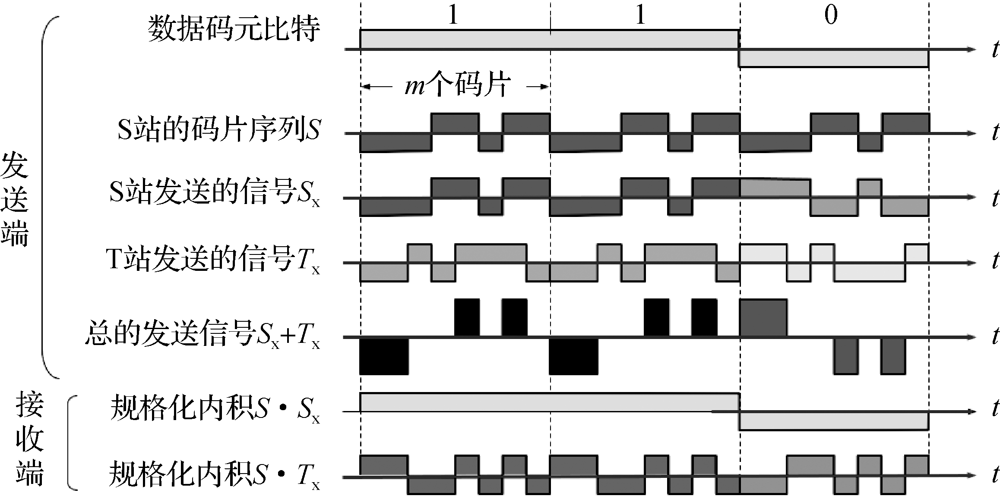 1 1 0
数据码元比特 t
m个码片
S站的码片序列S t
S站发送的信号Sx t
T站发送的信号Tx t
总的发送信号Sx+Tx t
规格化内积S·Sx t
规格化内积S·Tx t
发送端
接收端